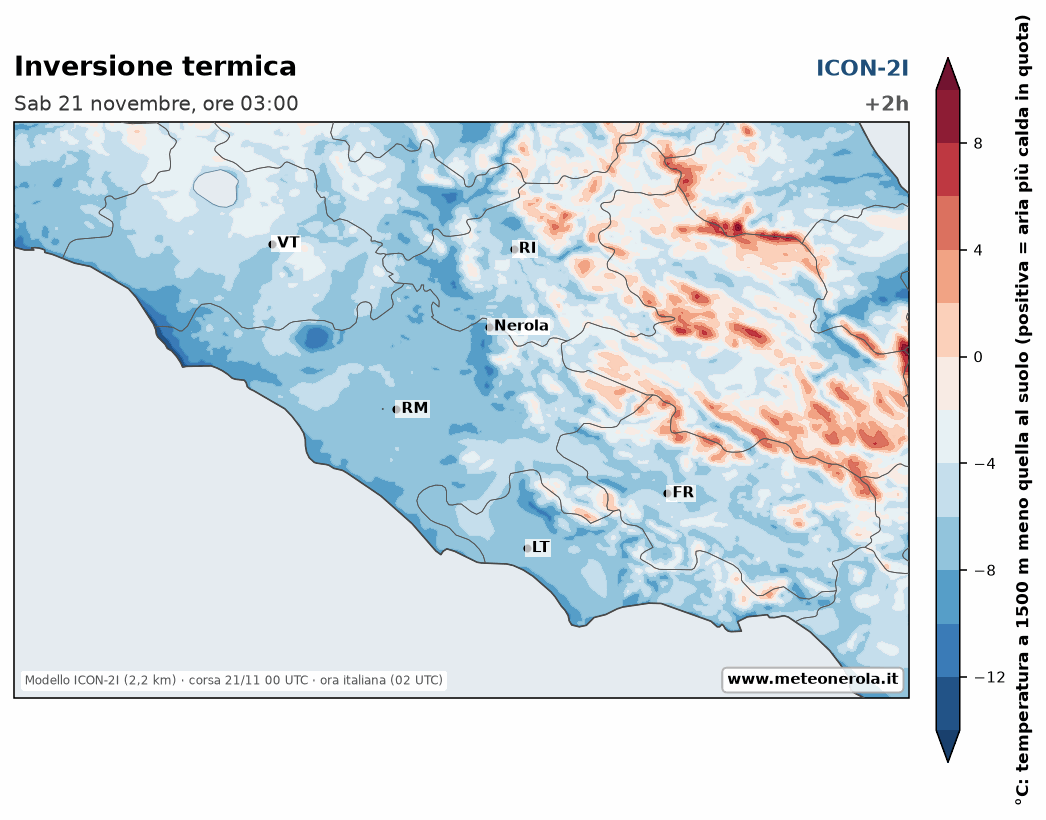 Inversione termica
ICON-2I
Sab 21 novembre, ore 03:00
+2h
VT
RI
Nerola
RM
FR
LT
Modello ICON-2I (2,2 km) · corsa 21/11 00 UTC · ora italiana (02 UTC)
www.meteonerola.it
8
4
0
−4
−8
−12
°C: temperatura a 1500 m meno quella al suolo (positiva = aria più calda in quota)